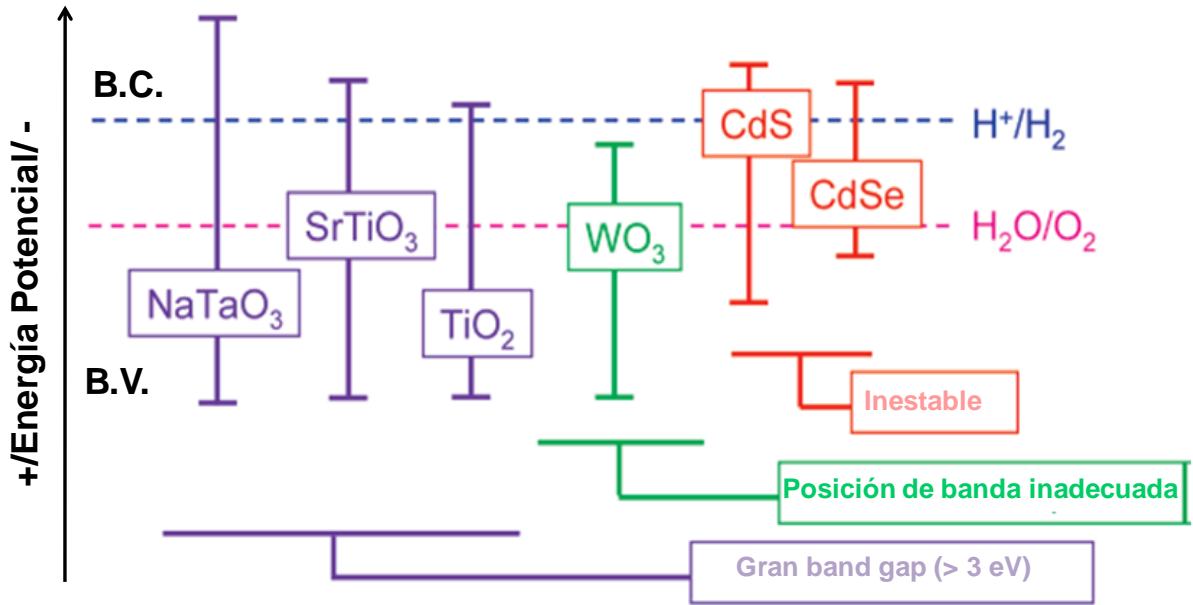 +/Energía Potencial/ -
B.C.
CdS
H⁺/H₂
CdSe
SrTiO₃
WO₃
H₂O/O₂
NaTaO₃
TiO₂
B.V.
Inestable
Posición de banda inadecuada
Gran band gap (> 3 eV)